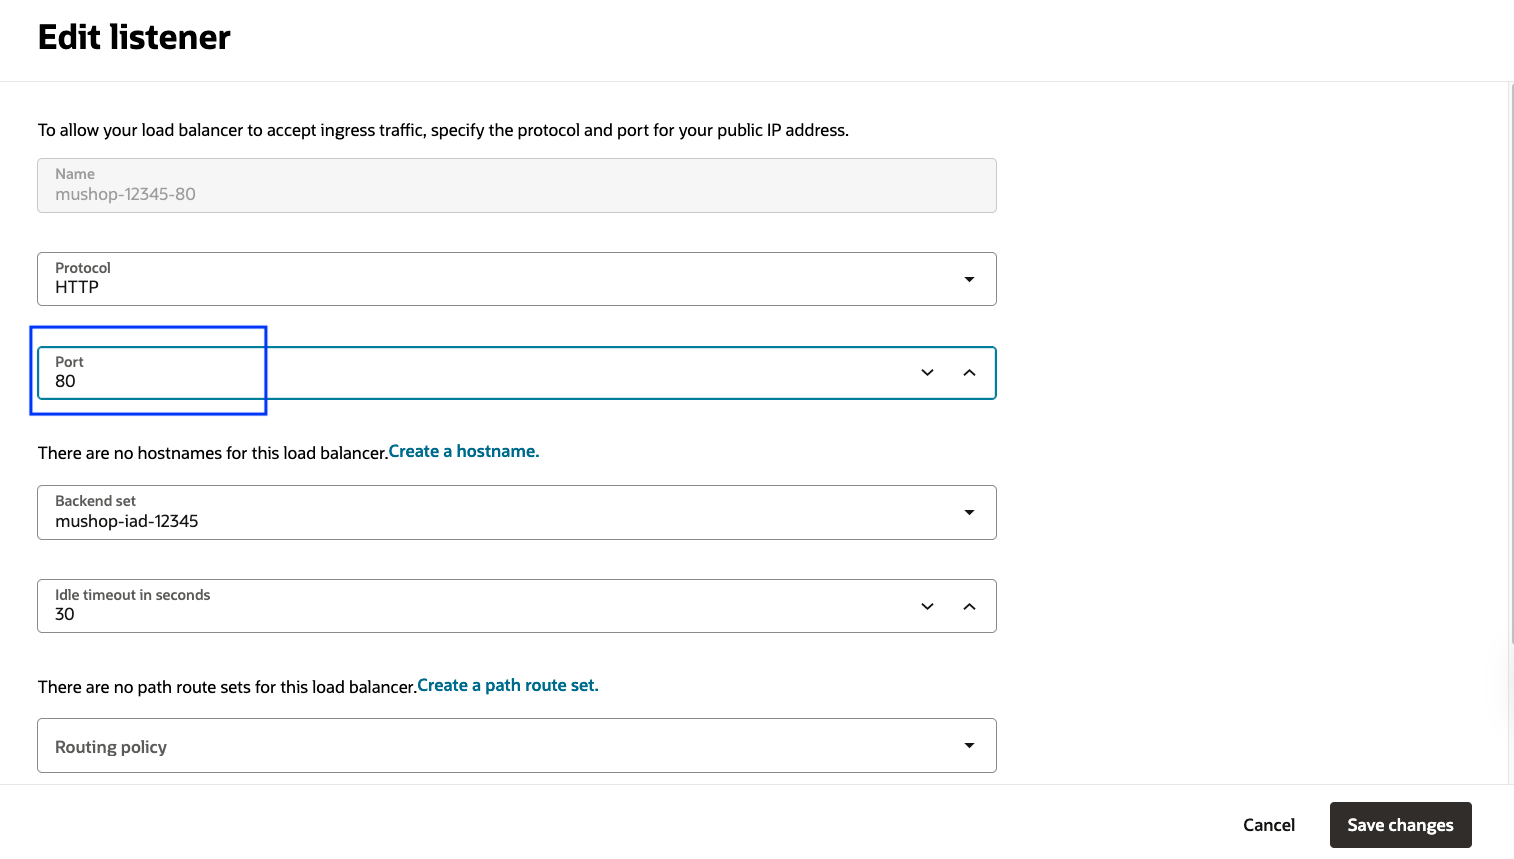 Edit listener
To allow your load balancer to accept ingress traffic, specify the protocol and port for your public IP address.
Name
mushop-12345-80
Protocol
HTTP
Port
80
There are no hostnames for this load balancer.Create a hostname.
Backend set
mushop-iad-12345
Idle timeout in seconds
30
There are no path route sets for this load balancer.Create a path route set.
Routing policy
Cancel Save changes